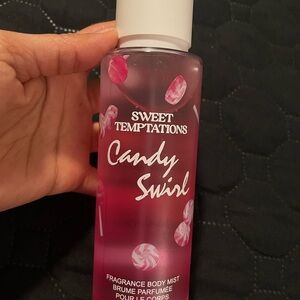 SWEET
TEMPTATIONS
Candy
Swirl
FRAGRANCE BODY MIST
BRUME PARFUMÉE
POUR LE CORPS